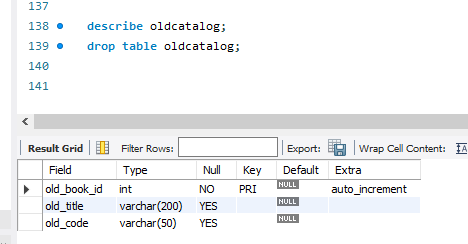 137
138 describe oldcatalog;
139 drop table oldcatalog;
140
141
Result Grid Filter Rows: Export: Wrap Cell Content: IA
Field Type Null Key Default Extra
old_book_id int NO PRI NULL auto_increment
old_title varchar(200) YES NULL
old_code varchar(50) YES NULL